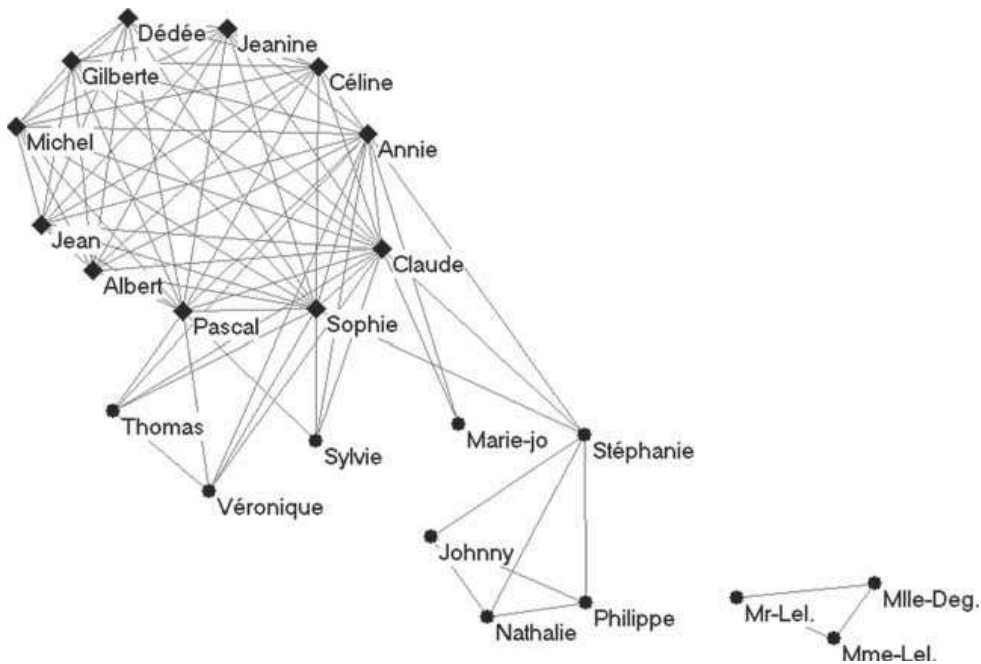 Dédée
Jeanine
Gilberte
Céline
Michel
Annie
Jean
Claude
Albert
Pascal
Sophie
Thomas
Sylvie
Marie-jo
Stéphanie
Véronique
Johnny
Nathalie
Philippe
Mr-Lel.
Mlle-Deg.
Mme-Lel.